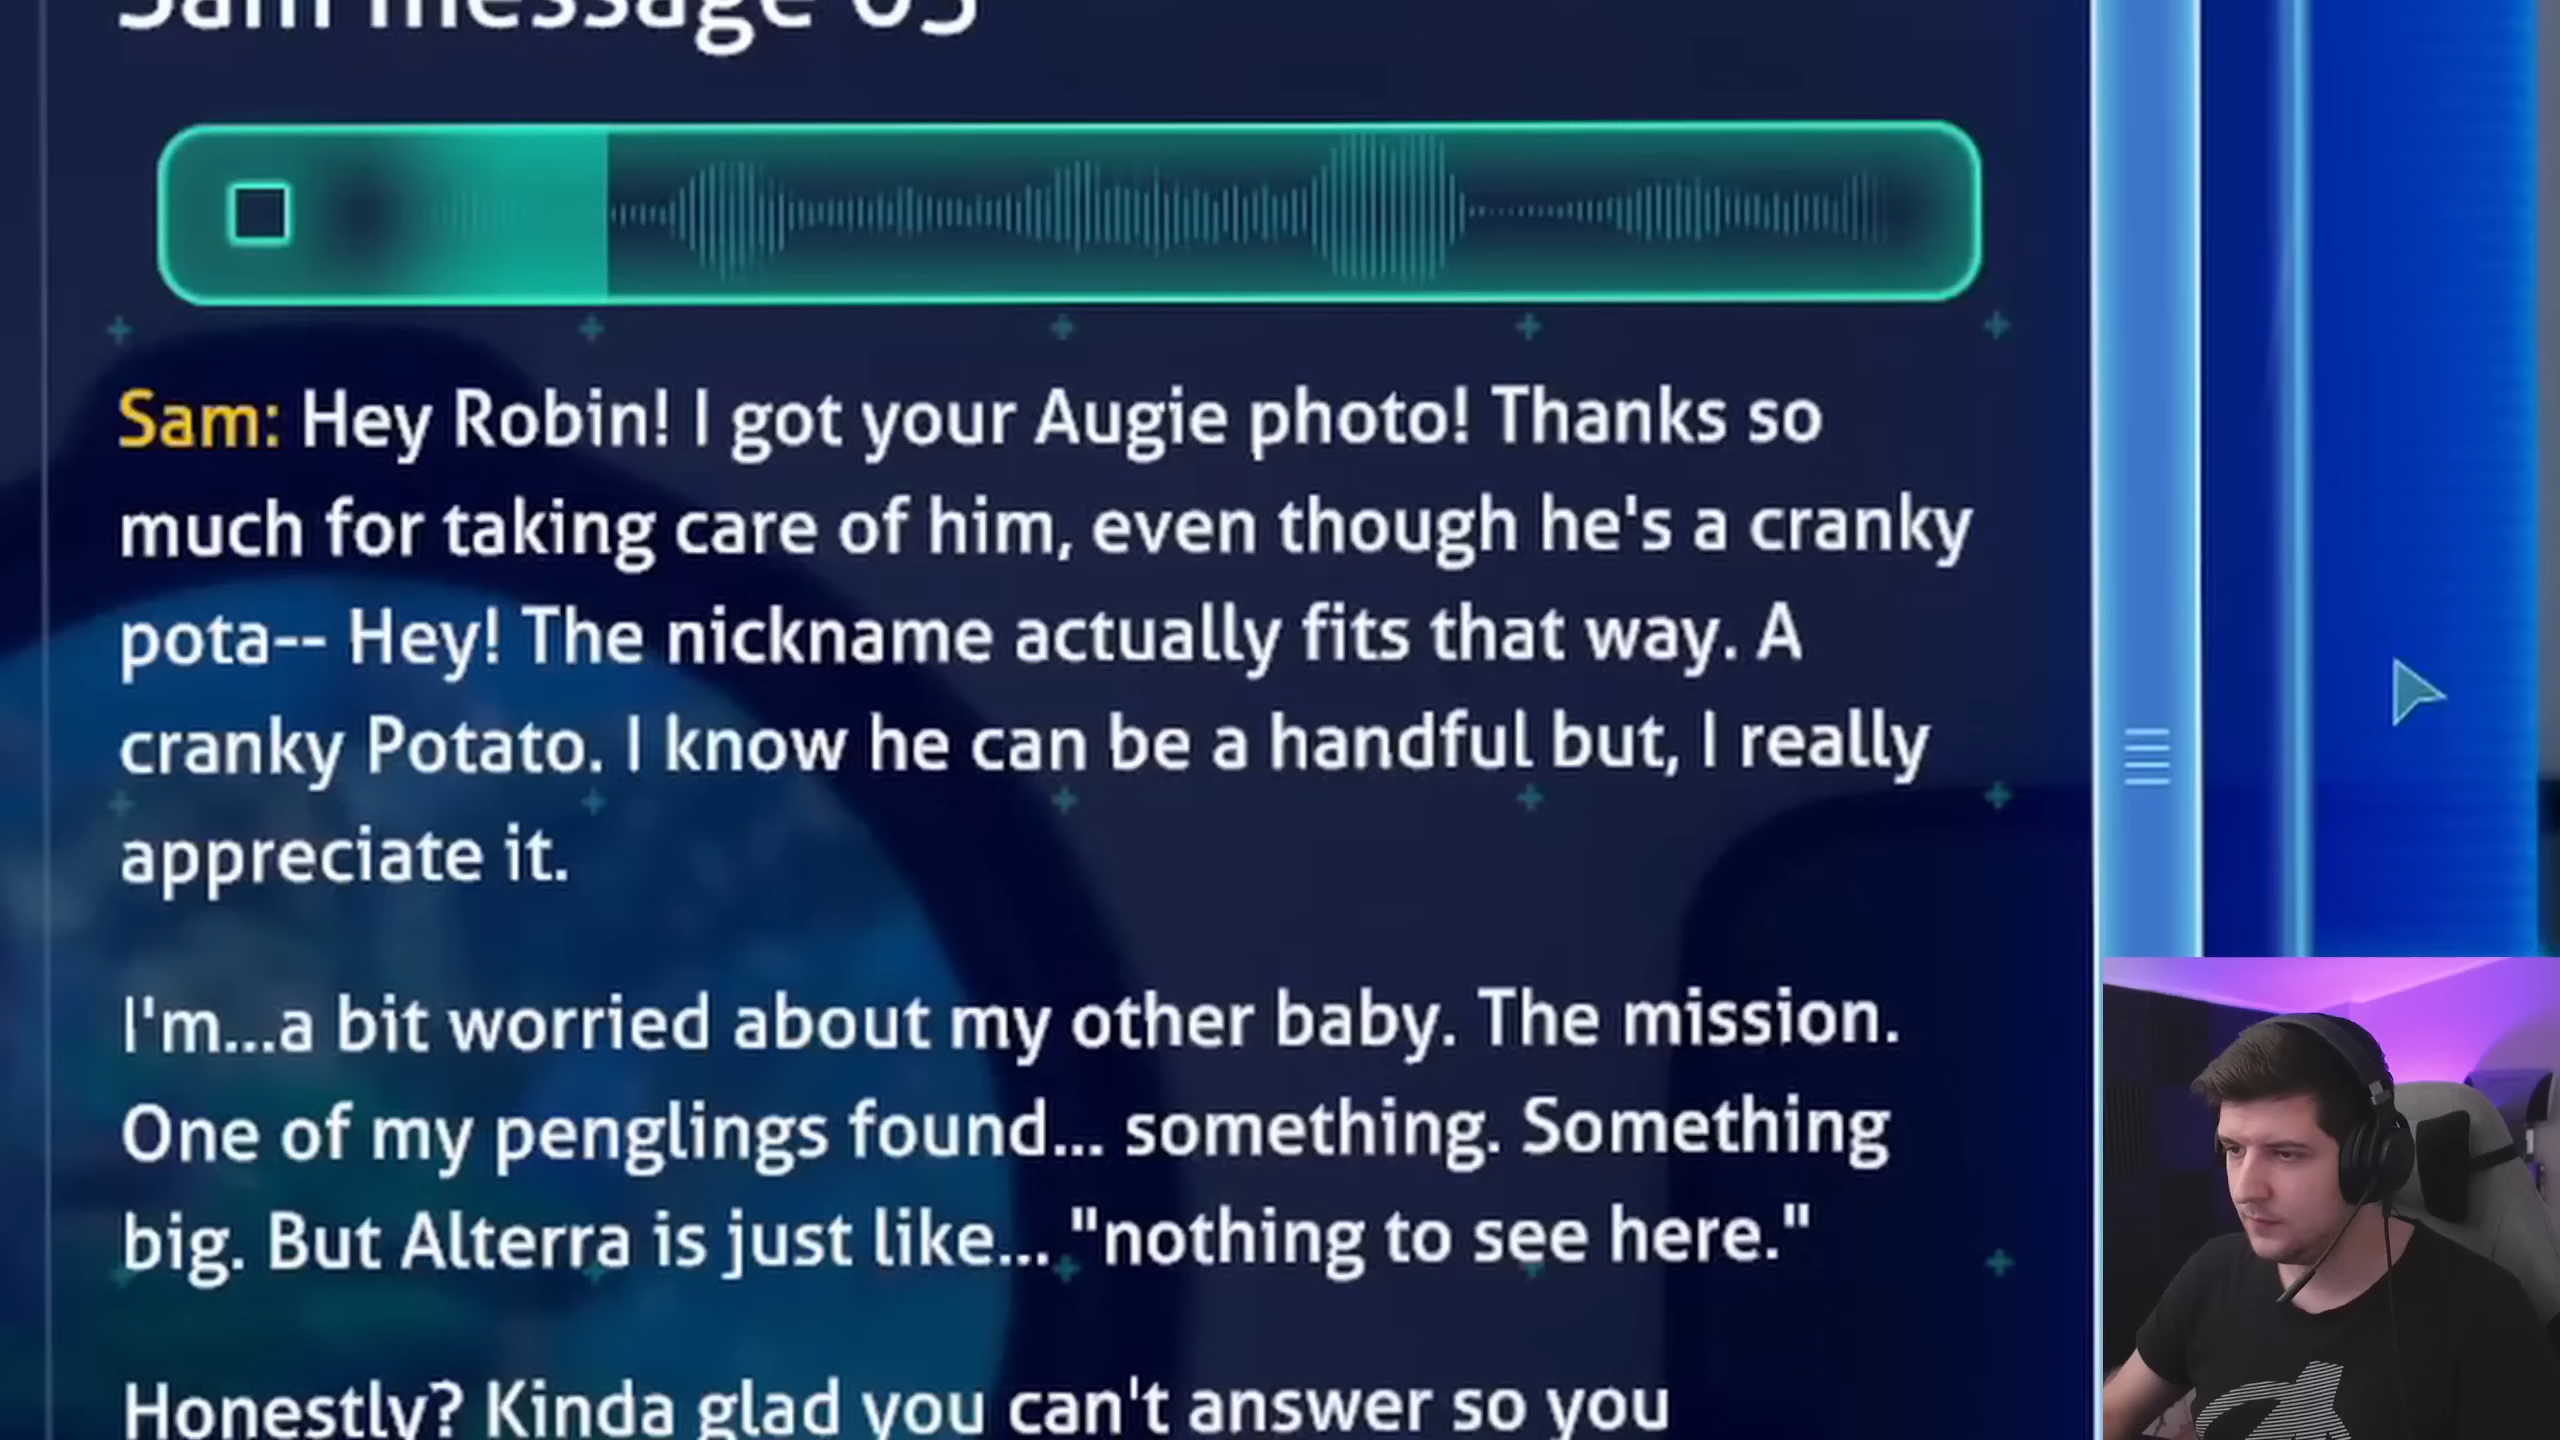 Sam message 05
Sam: Hey Robin! I got your Augie photo! Thanks so
much for taking care of him, even though he's a cranky
pota-- Hey! The nickname actually fits that way. A
cranky Potato. I know he can be a handful but, I really
appreciate it.
I'm...a bit worried about my other baby. The mission.
One of my penglings found... something. Something
big. But Alterra is just like... "nothing to see here."
Honestly? Kinda glad you can't answer so you